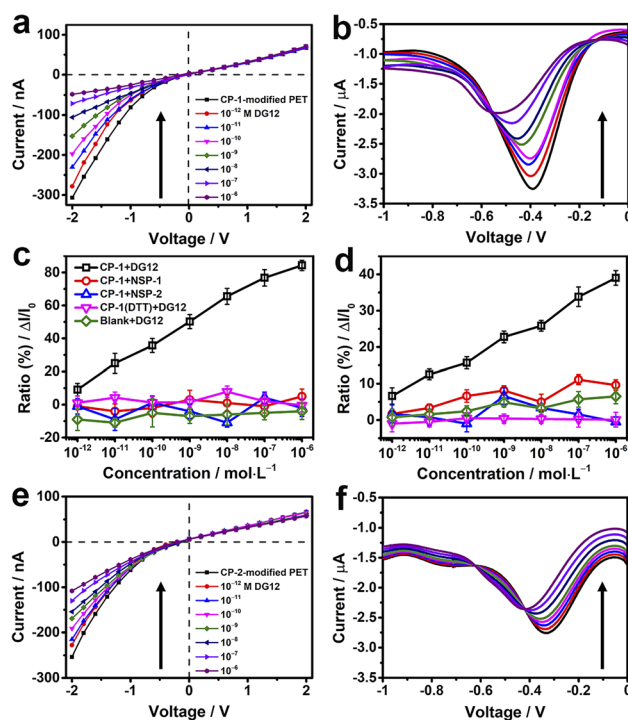 a
100
50
0
-50
-100
-150
-200
-250
-300
Current / nA
CP-1-modified PET
10⁻¹² M DG12
10⁻¹¹
10⁻¹⁰
10⁻⁹
10⁻⁸
10⁻⁷
10⁻⁶
-2 -1 0 1 2
Voltage / V
b
-0.5
-1.0
-1.5
-2.0
-2.5
-3.0
-3.5
Current / μA
-1 -0.8 -0.6 -0.4 -0.2 0
Voltage / V
c
80
60
40
20
0
-20
Ratio (%) / ΔI/I₀
CP-1+DG12
CP-1+NSP-1
CP-1+NSP-2
CP-1(DTT)+DG12
Blank+DG12
10⁻¹² 10⁻¹¹ 10⁻¹⁰ 10⁻⁹ 10⁻⁸ 10⁻⁷ 10⁻⁶
Concentration / mol·L⁻¹
d
40
30
20
10
0
Ratio (%) / ΔI/I₀
10⁻¹² 10⁻¹¹ 10⁻¹⁰ 10⁻⁹ 10⁻⁸ 10⁻⁷ 10⁻⁶
Concentration / mol·L⁻¹
e
100
50
0
-50
-100
-150
-200
-250
-300
Current / nA
CP-2-modified PET
10⁻¹² M DG12
10⁻¹¹
10⁻¹⁰
10⁻⁹
10⁻⁸
10⁻⁷
10⁻⁶
-2 -1 0 1 2
Voltage / V
f
-0.5
-1.0
-1.5
-2.0
-2.5
-3.0
-3.5
Current / μA
-1 -0.8 -0.6 -0.4 -0.2 0
Voltage / V